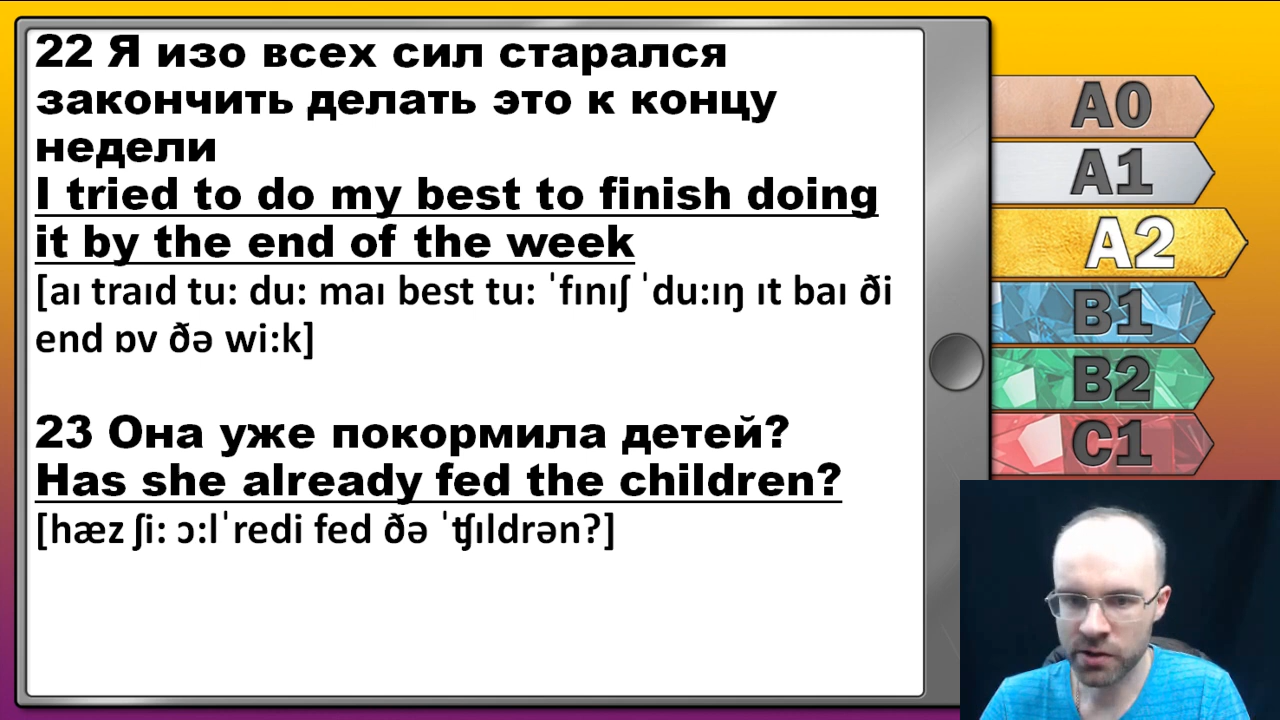 22 Я изо всех сил старался
закончить делать это к концу
недели
I tried to do my best to finish doing
it by the end of the week
[aɪ traɪd tu: du: maɪ best tu: ˈfɪnɪʃ ˈdu:ɪŋ ɪt baɪ ði
end ɒv ðə wi:k]
23 Она уже покормила детей?
Has she already fed the children?
[hæz ʃi: ɔ:lˈredi fed ðə ˈʧɪldrən?]
A0
A1
A2
B1
B2
C1